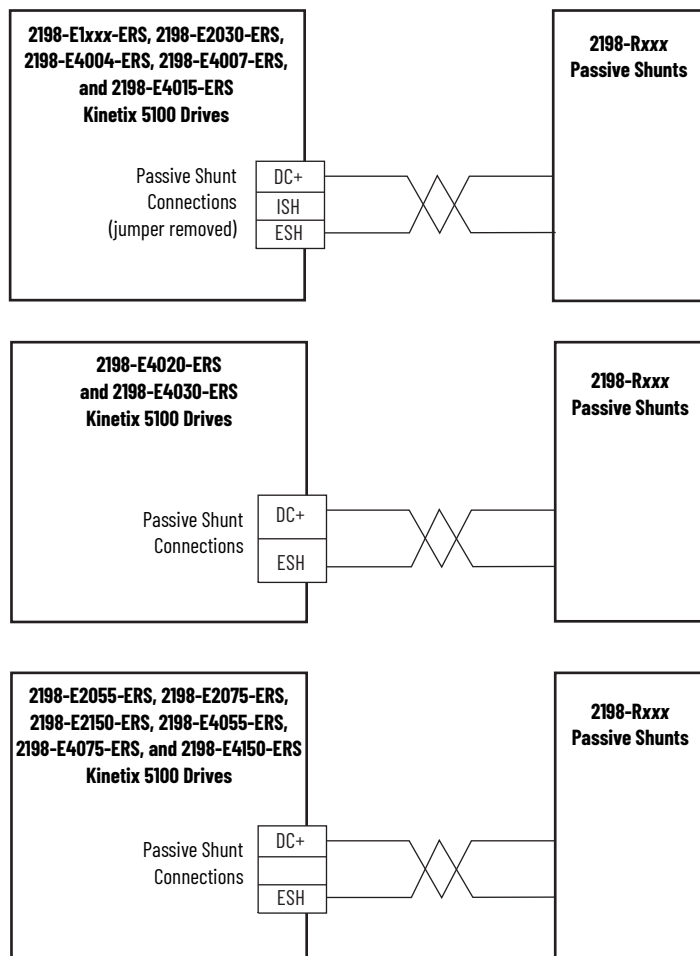 2198-E1xxx-ERS, 2198-E2030-ERS,
2198-E4004-ERS, 2198-E4007-ERS,
and 2198-E4015-ERS
Kinetix 5100 Drives
2198-Rxxx
Passive Shunts
Passive Shunt
Connections
(jumper removed)
DC+
ISH
ESH
2198-E4020-ERS
and 2198-E4030-ERS
Kinetix 5100 Drives
2198-Rxxx
Passive Shunts
Passive Shunt
Connections
DC+
ESH
2198-E2055-ERS, 2198-E2075-ERS,
2198-E2150-ERS, 2198-E4055-ERS,
2198-E4075-ERS, and 2198-E4150-ERS
Kinetix 5100 Drives
2198-Rxxx
Passive Shunts
Passive Shunt
Connections
DC+
ESH